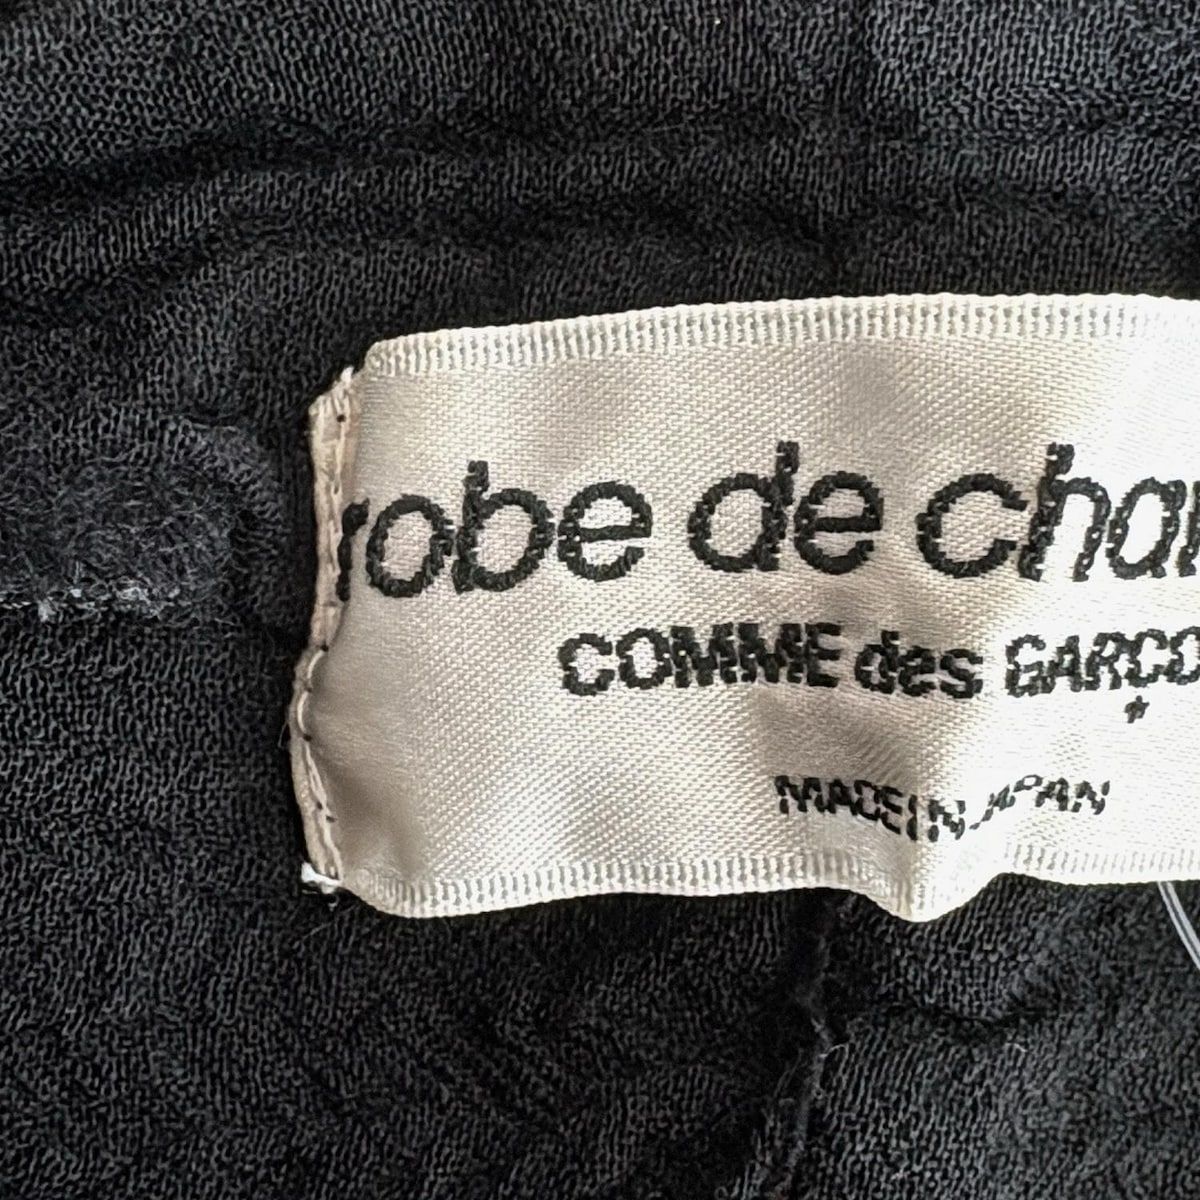 robe de cha
COMME des GARÇO
MADE IN JAPAN